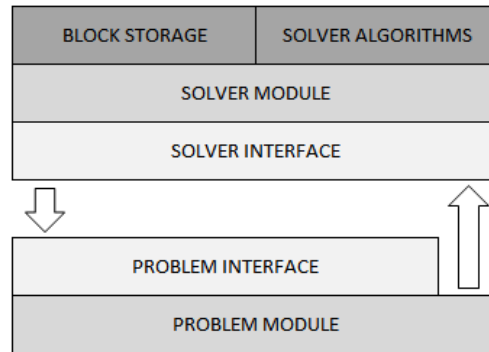 BLOCK STORAGE
SOLVER ALGORITHMS
SOLVER MODULE
SOLVER INTERFACE
PROBLEM INTERFACE
PROBLEM MODULE